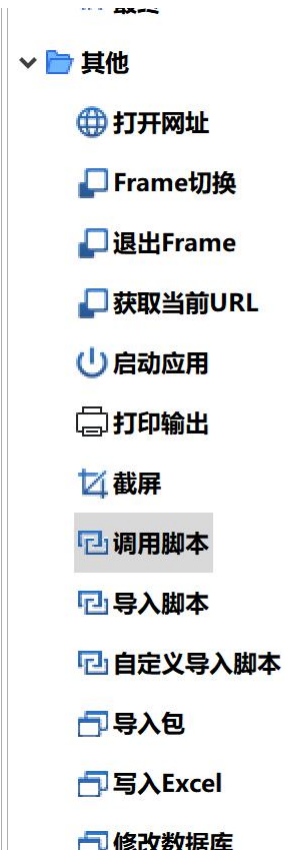 其他
打开网址
Frame切换
退出Frame
获取当前URL
启动应用
打印输出
截屏
调用脚本
导入脚本
自定义导入脚本
导入包
写入Excel
修改数据库